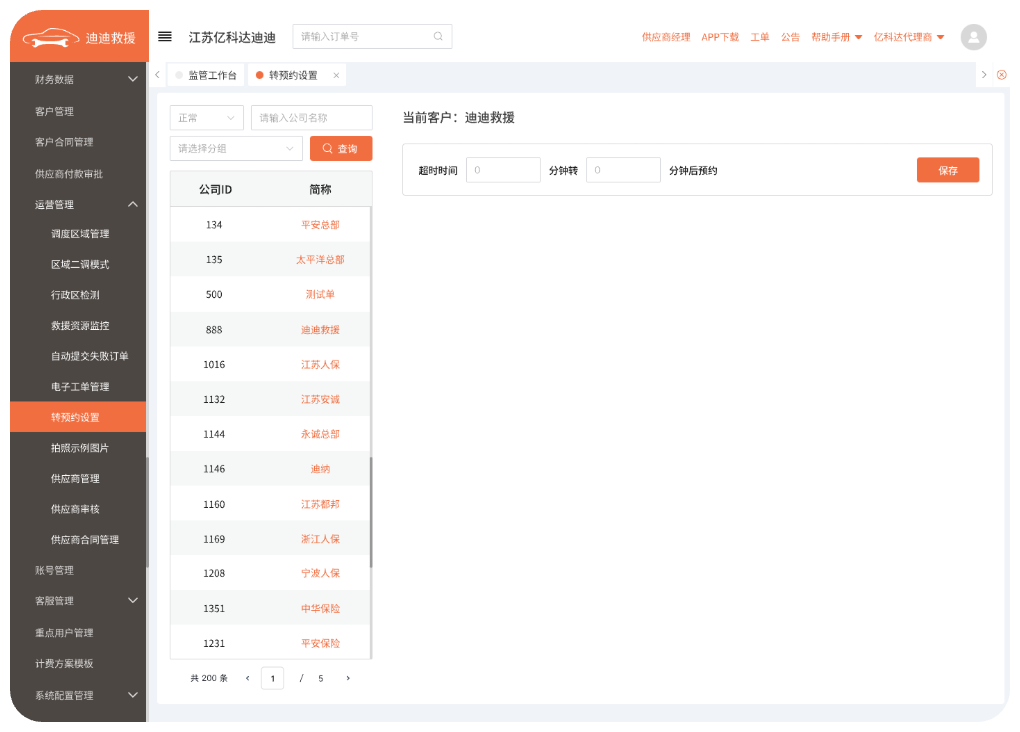 迪迪救援
江苏亿科达迪迪
请输入订单号
供应商经理 APP下载 工单 公告 帮助手册 亿科达代理商
监管工作台 转预约设置
财务数据
客户管理
客户合同管理
供应商付款审批
运营管理
调度区域管理
区域二调模式
行政区检测
救援资源监控
自动提交失败订单
电子工单管理
转预约设置
拍照示例图片
供应商管理
供应商审核
供应商合同管理
账号管理
客服管理
重点用户管理
计费方案模板
系统配置管理
正常 请输入公司名称
请选择分组 查询
公司ID 简称
134 平安总部
135 太平洋总部
500 测试单
888 迪迪救援
1016 江苏人保
1132 江苏安诚
1144 永诚总部
1146 迪纳
1160 江苏都邦
1169 浙江人保
1208 宁波人保
1351 中华保险
1231 平安保险
共 200 条 1 / 5
当前客户：迪迪救援
超时时间 0 分钟转 0 分钟后预约 保存